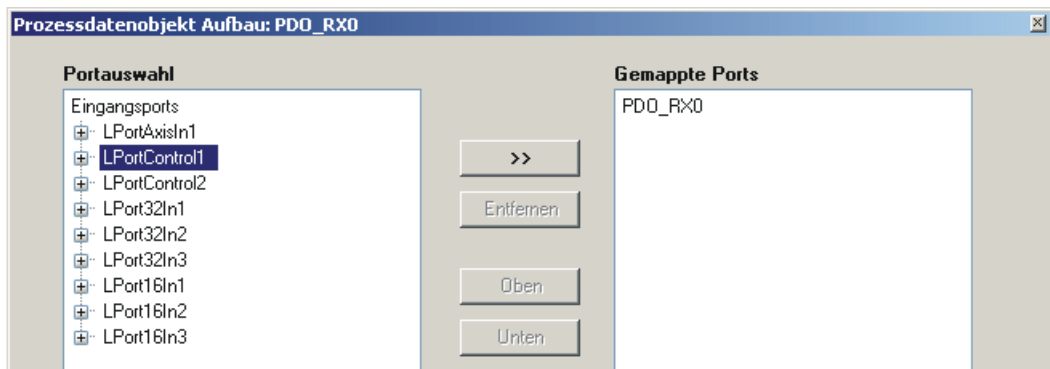 Prozessdatenobjekt Aufbau: PDO_RX0
Portauswahl
Eingangsports
LPortAxisIn1
LPortControl1
LPortControl2
LPort32In1
LPort32In2
LPort32In3
LPort16In1
LPort16In2
LPort16In3
>>
Entfernen
Oben
Unten
Gemappte Ports
PDO_RX0